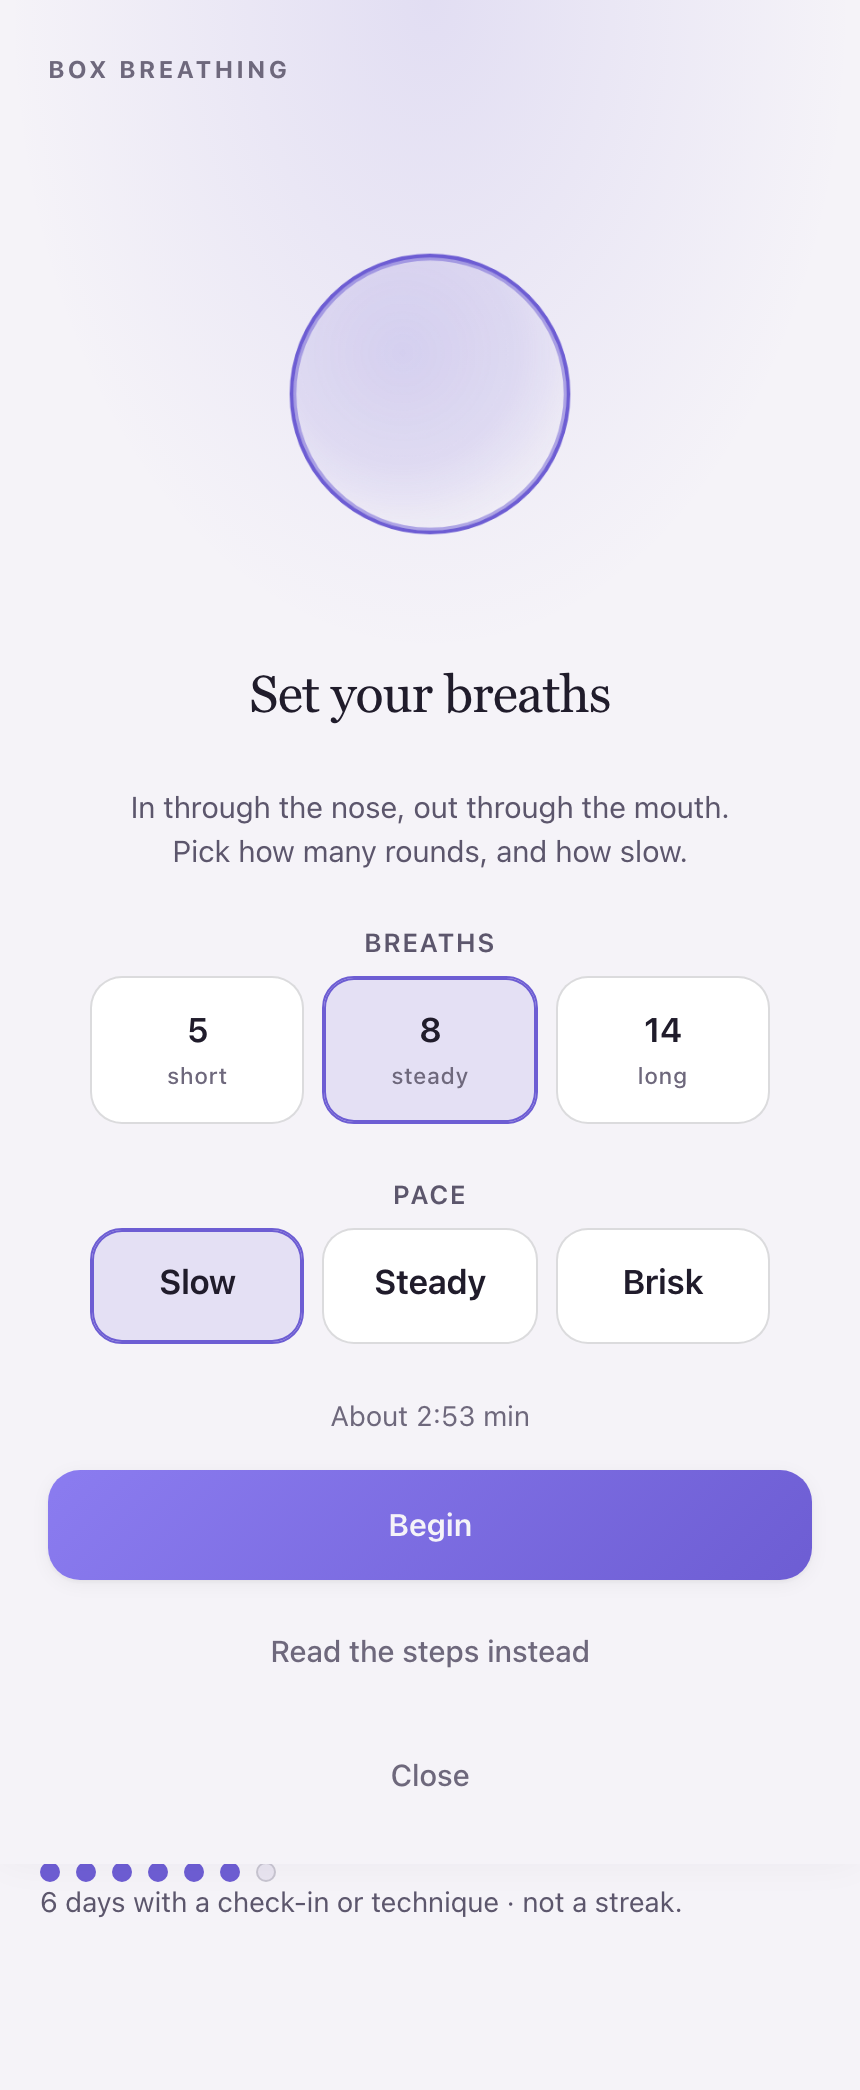 BOX BREATHING
Set your breaths
In through the nose, out through the mouth.
Pick how many rounds, and how slow.
BREATHS
5
short
8
steady
14
long
PACE
Slow
Steady
Brisk
About 2:53 min
Begin
Read the steps instead
Close
6 days with a check-in or technique · not a streak.